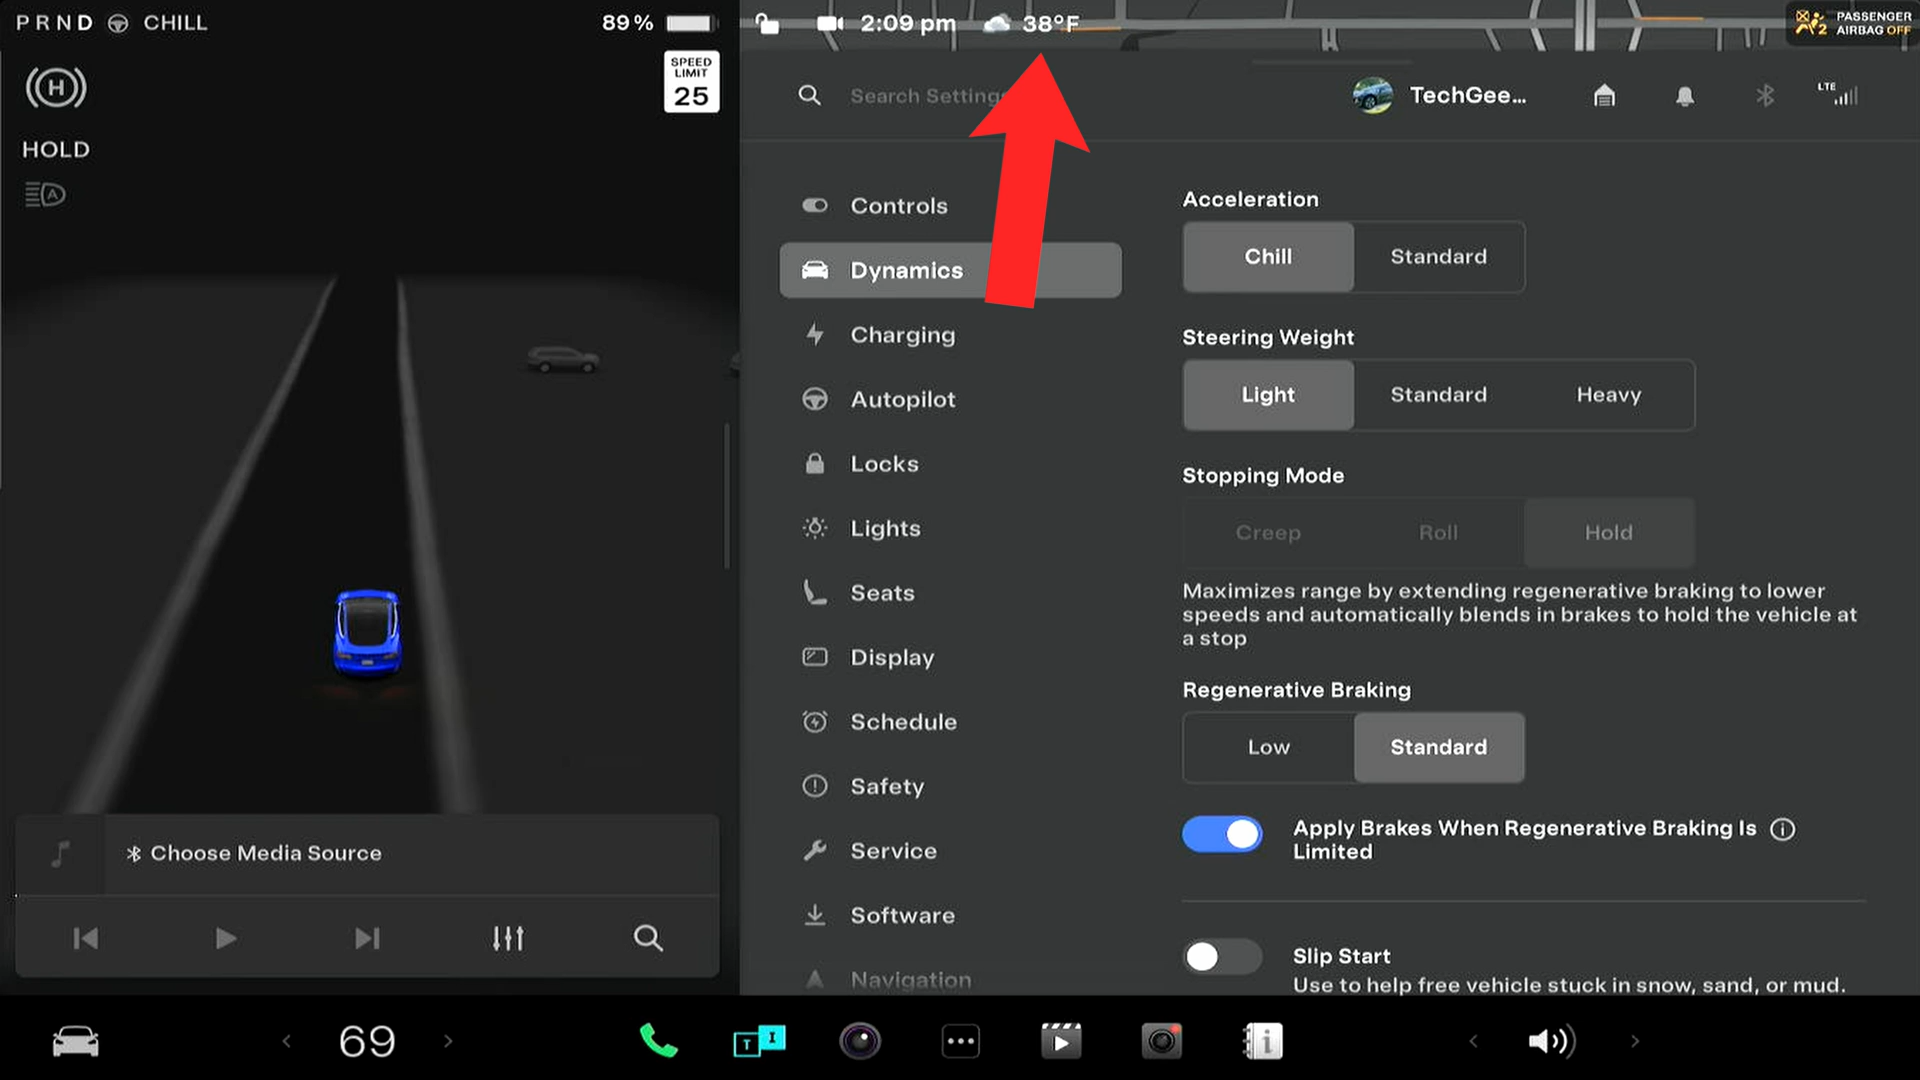 PRND CHILL
89%
2:09 pm
38°F
PASSENGER
AIRBAG OFF
2
H
HOLD
A
SPEED
LIMIT
25
Search Settings
TechGee...
LTE
Controls
Dynamics
Charging
Autopilot
Locks
Lights
Seats
Display
Schedule
Safety
Service
Software
Navigation
Acceleration
Chill Standard
Steering Weight
Light Standard Heavy
Stopping Mode
Creep Roll Hold
Maximizes range by extending regenerative braking to lower
speeds and automatically blends in brakes to hold the vehicle at
a stop
Regenerative Braking
Low Standard
Apply Brakes When Regenerative Braking Is
Limited
Slip Start
Use to help free vehicle stuck in snow, sand, or mud.
Choose Media Source
69
T I
i